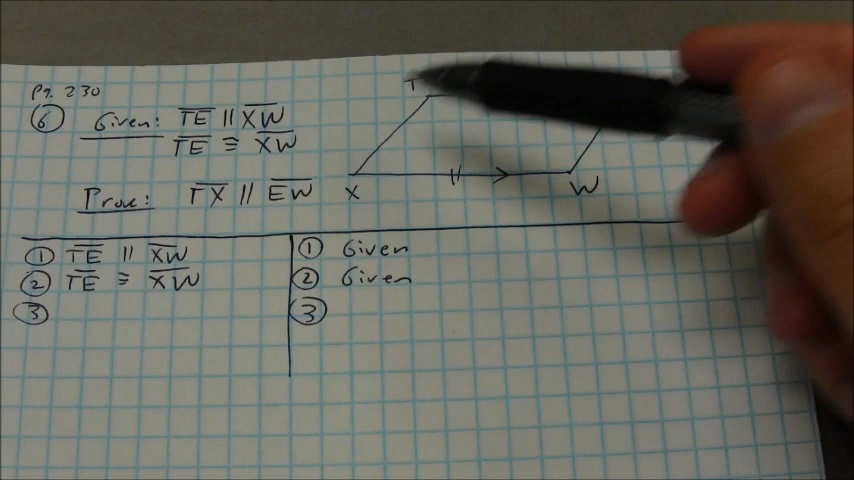 Pg. 230
6 Given: TE || XW
TE ≅ XW
Prove: TX || EW
T
X
W
1 TE || XW 1 Given
2 TE ≅ XW 2 Given
3 3